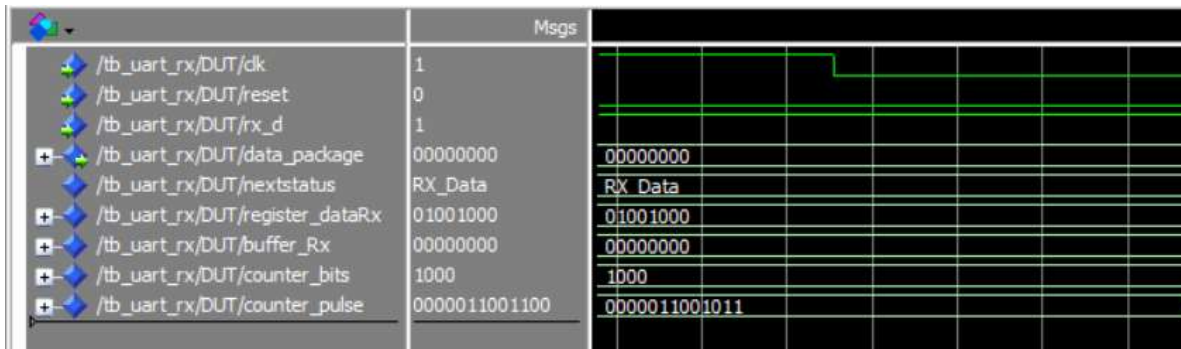 Msgs
/tb_uart_rx/DUT/clk 1
/tb_uart_rx/DUT/reset 0
/tb_uart_rx/DUT/rx_d 1
/tb_uart_rx/DUT/data_package 00000000 00000000
/tb_uart_rx/DUT/nextstatus RX_Data RX_Data
/tb_uart_rx/DUT/register_dataRx 01001000 01001000
/tb_uart_rx/DUT/buffer_Rx 00000000 00000000
/tb_uart_rx/DUT/counter_bits 1000 1000
/tb_uart_rx/DUT/counter_pulse 0000011001100 0000011001011